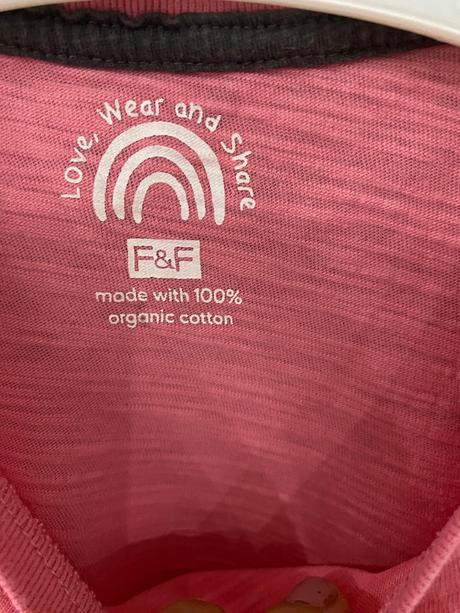 Love, Wear and Share
F&F
made with 100%
organic cotton